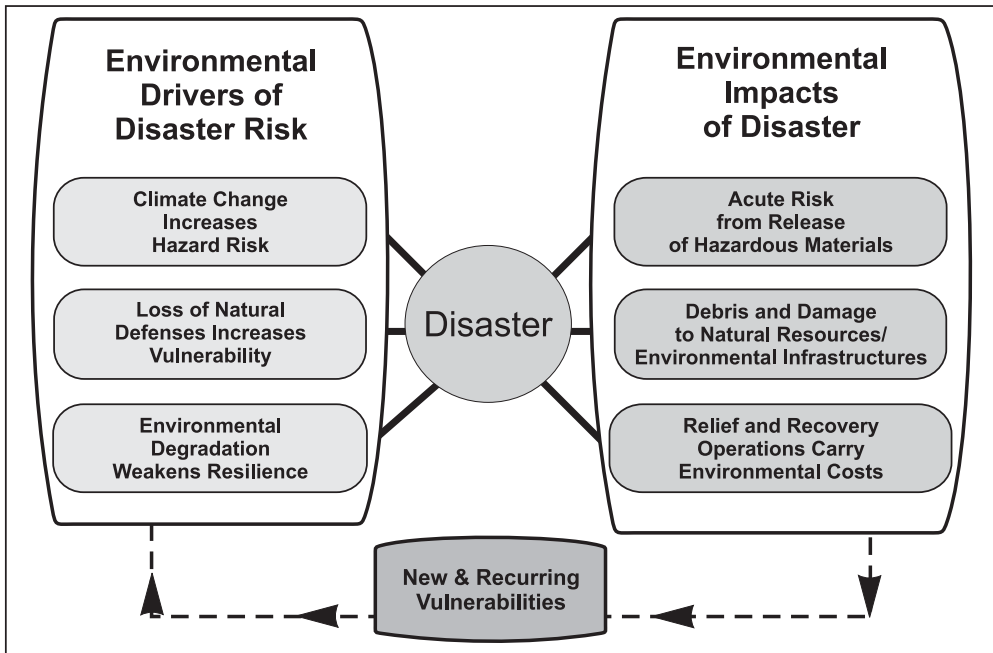 Environmental
Drivers of
Disaster Risk
Climate Change
Increases
Hazard Risk
Loss of Natural
Defenses Increases
Vulnerability
Environmental
Degradation
Weakens Resilience
Disaster
Environmental
Impacts
of Disaster
Acute Risk
from Release
of Hazardous Materials
Debris and Damage
to Natural Resources/
Environmental Infrastructures
Relief and Recovery
Operations Carry
Environmental Costs
New & Recurring
Vulnerabilities